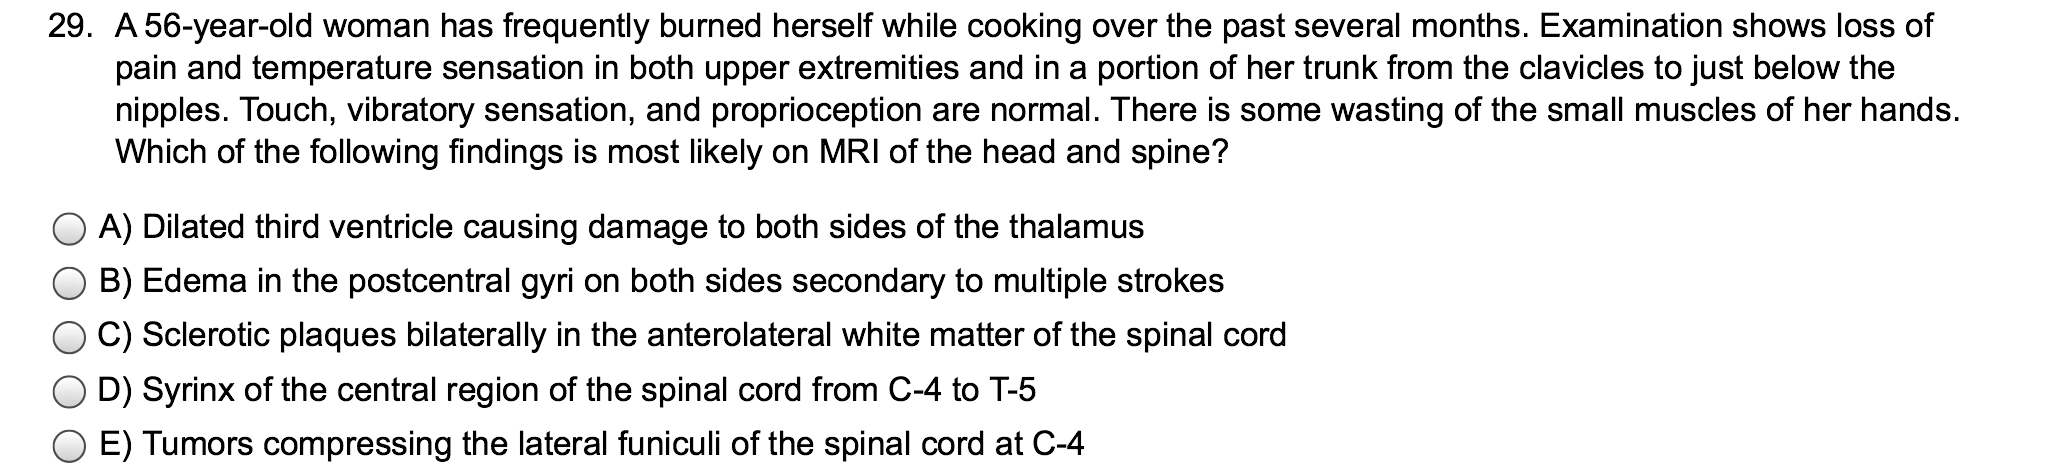 29. A 56-year-old woman has frequently burned herself while cooking over the past several months. Examination shows loss of
pain and temperature sensation in both upper extremities and in a portion of her trunk from the clavicles to just below the
nipples. Touch, vibratory sensation, and proprioception are normal. There is some wasting of the small muscles of her hands.
Which of the following findings is most likely on MRI of the head and spine?
A) Dilated third ventricle causing damage to both sides of the thalamus
B) Edema in the postcentral gyri on both sides secondary to multiple strokes
C) Sclerotic plaques bilaterally in the anterolateral white matter of the spinal cord
D) Syrinx of the central region of the spinal cord from C-4 to T-5
E) Tumors compressing the lateral funiculi of the spinal cord at C-4